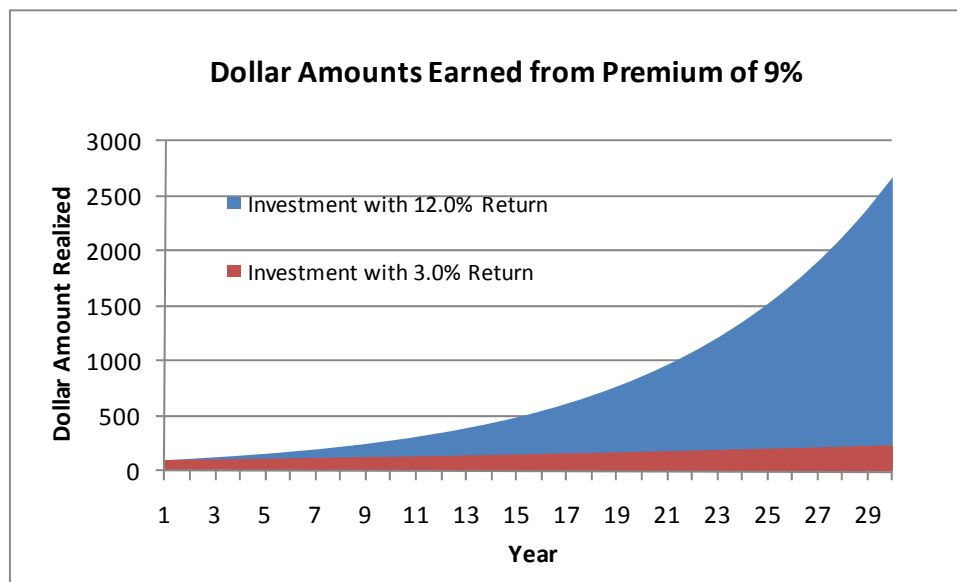 Dollar Amounts Earned from Premium of 9%
Dollar Amount Realized
3000
2500
2000
1500
1000
500
0
Investment with 12.0% Return
Investment with 3.0% Return
1 3 5 7 9 11 13 15 17 19 21 23 25 27 29
Year